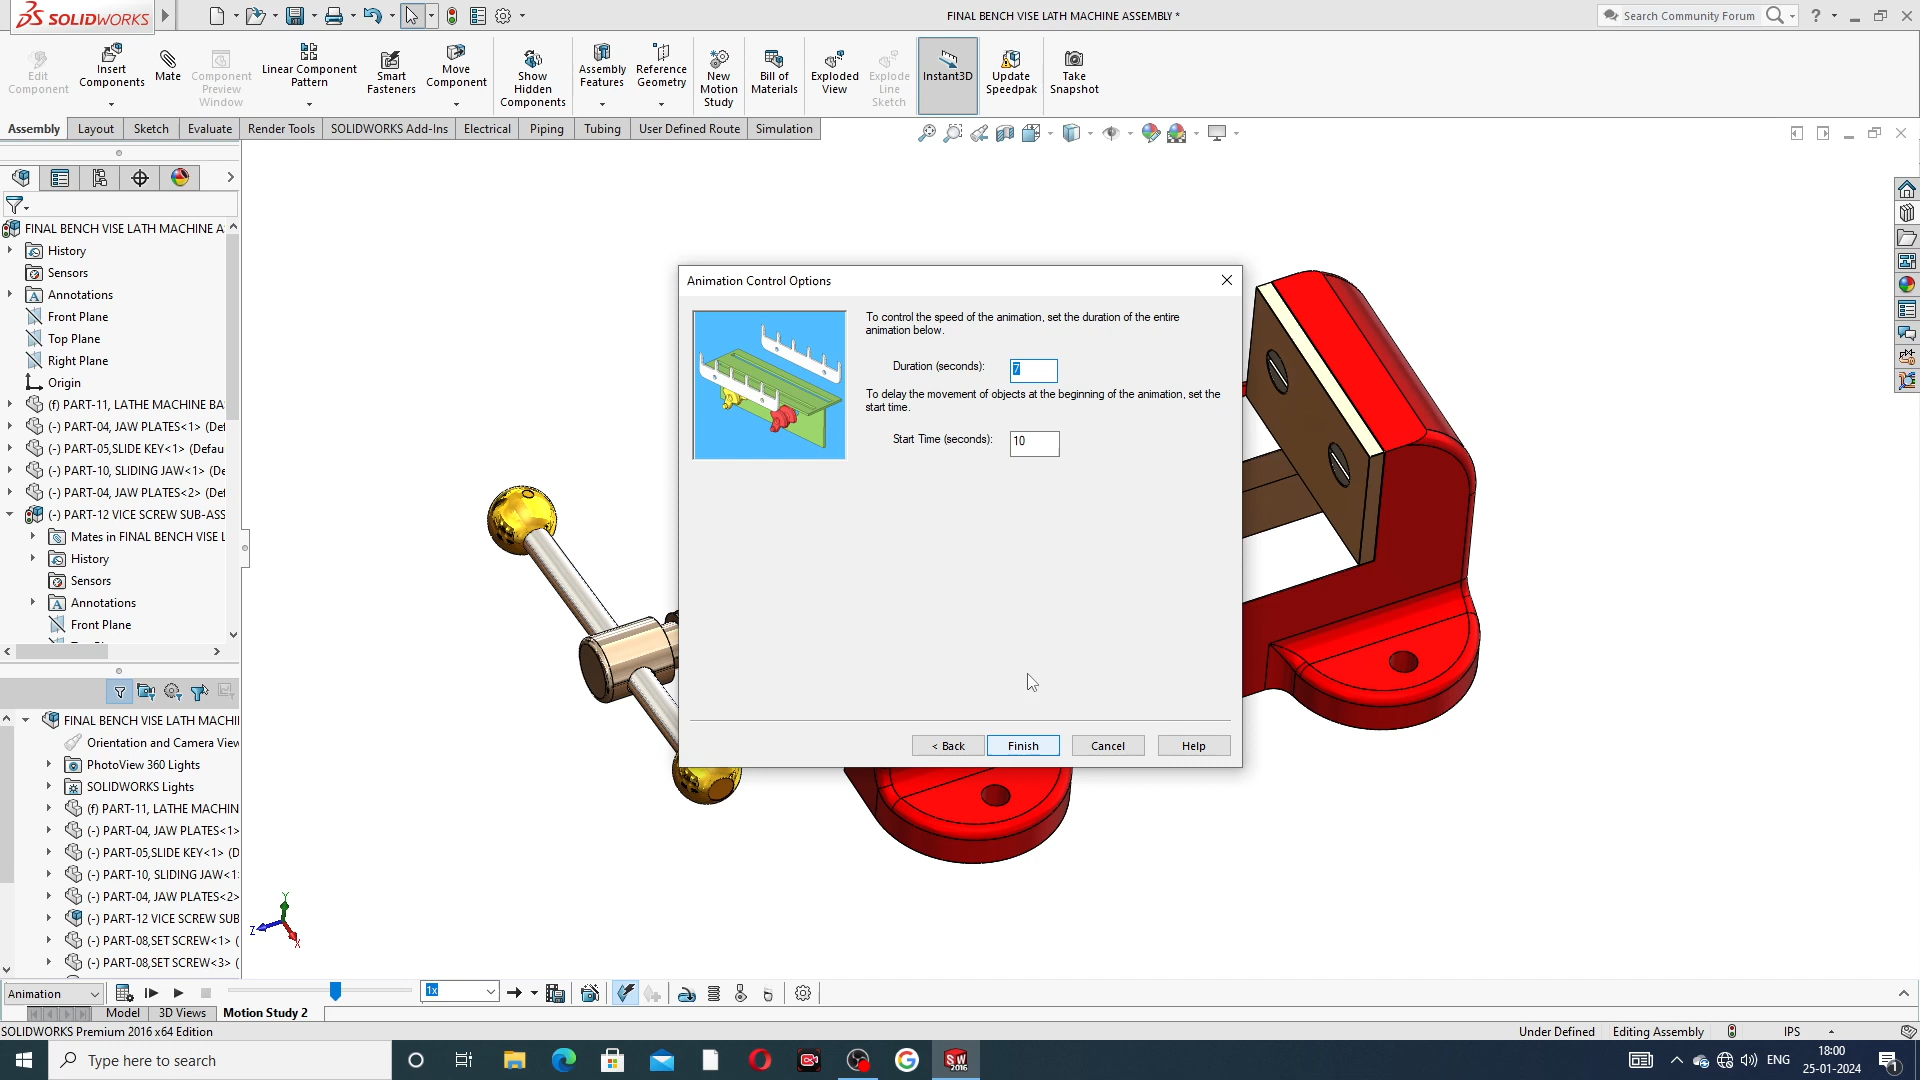 SOLIDWORKS
FINAL BENCH VISE LATH MACHINE ASSEMBLY *
Search Community Forum
?
Edit Component
Insert Components
Mate
Component Preview Window
Linear Component Pattern
Smart Fasteners
Move Component
Show Hidden Components
Assembly Features
Reference Geometry
New Motion Study
Bill of Materials
Exploded View
Explode Line Sketch
Instant3D
Update Speedpak
Take Snapshot
Assembly
Layout
Sketch
Evaluate
Render Tools
SOLIDWORKS Add-Ins
Electrical
Piping
Tubing
User Defined Route
Simulation
FINAL BENCH VISE LATH MACHINE A
History
Sensors
Annotations
Front Plane
Top Plane
Right Plane
Origin
(f) PART-11, LATHE MACHINE BA
(-) PART-04, JAW PLATES<1> (Def
(-) PART-05,SLIDE KEY<1> (Defau
(-) PART-10, SLIDING JAW<1> (De
(-) PART-04, JAW PLATES<2> (Def
(-) PART-12 VICE SCREW SUB-ASS
Mates in FINAL BENCH VISE L
History
Sensors
Annotations
Front Plane
FINAL BENCH VISE LATH MACHI
Orientation and Camera View
PhotoView 360 Lights
SOLIDWORKS Lights
(f) PART-11, LATHE MACHIN
(-) PART-04, JAW PLATES<1>
(-) PART-05,SLIDE KEY<1> (D
(-) PART-10, SLIDING JAW<1
(-) PART-04, JAW PLATES<2>
(-) PART-12 VICE SCREW SUB
(-) PART-08,SET SCREW<1> (
(-) PART-08,SET SCREW<3> (
Animation Control Options
To control the speed of the animation, set the duration of the entire
animation below.
Duration (seconds): 7
To delay the movement of objects at the beginning of the animation, set the
start time.
Start Time (seconds): 10
< Back
Finish
Cancel
Help
Y
Z
X
Animation
1x
Model
3D Views
Motion Study 2
SOLIDWORKS Premium 2016 x64 Edition
Under Defined
Editing Assembly
IPS
Type here to search
SW
2016
ENG
18:00
25-01-2024
1